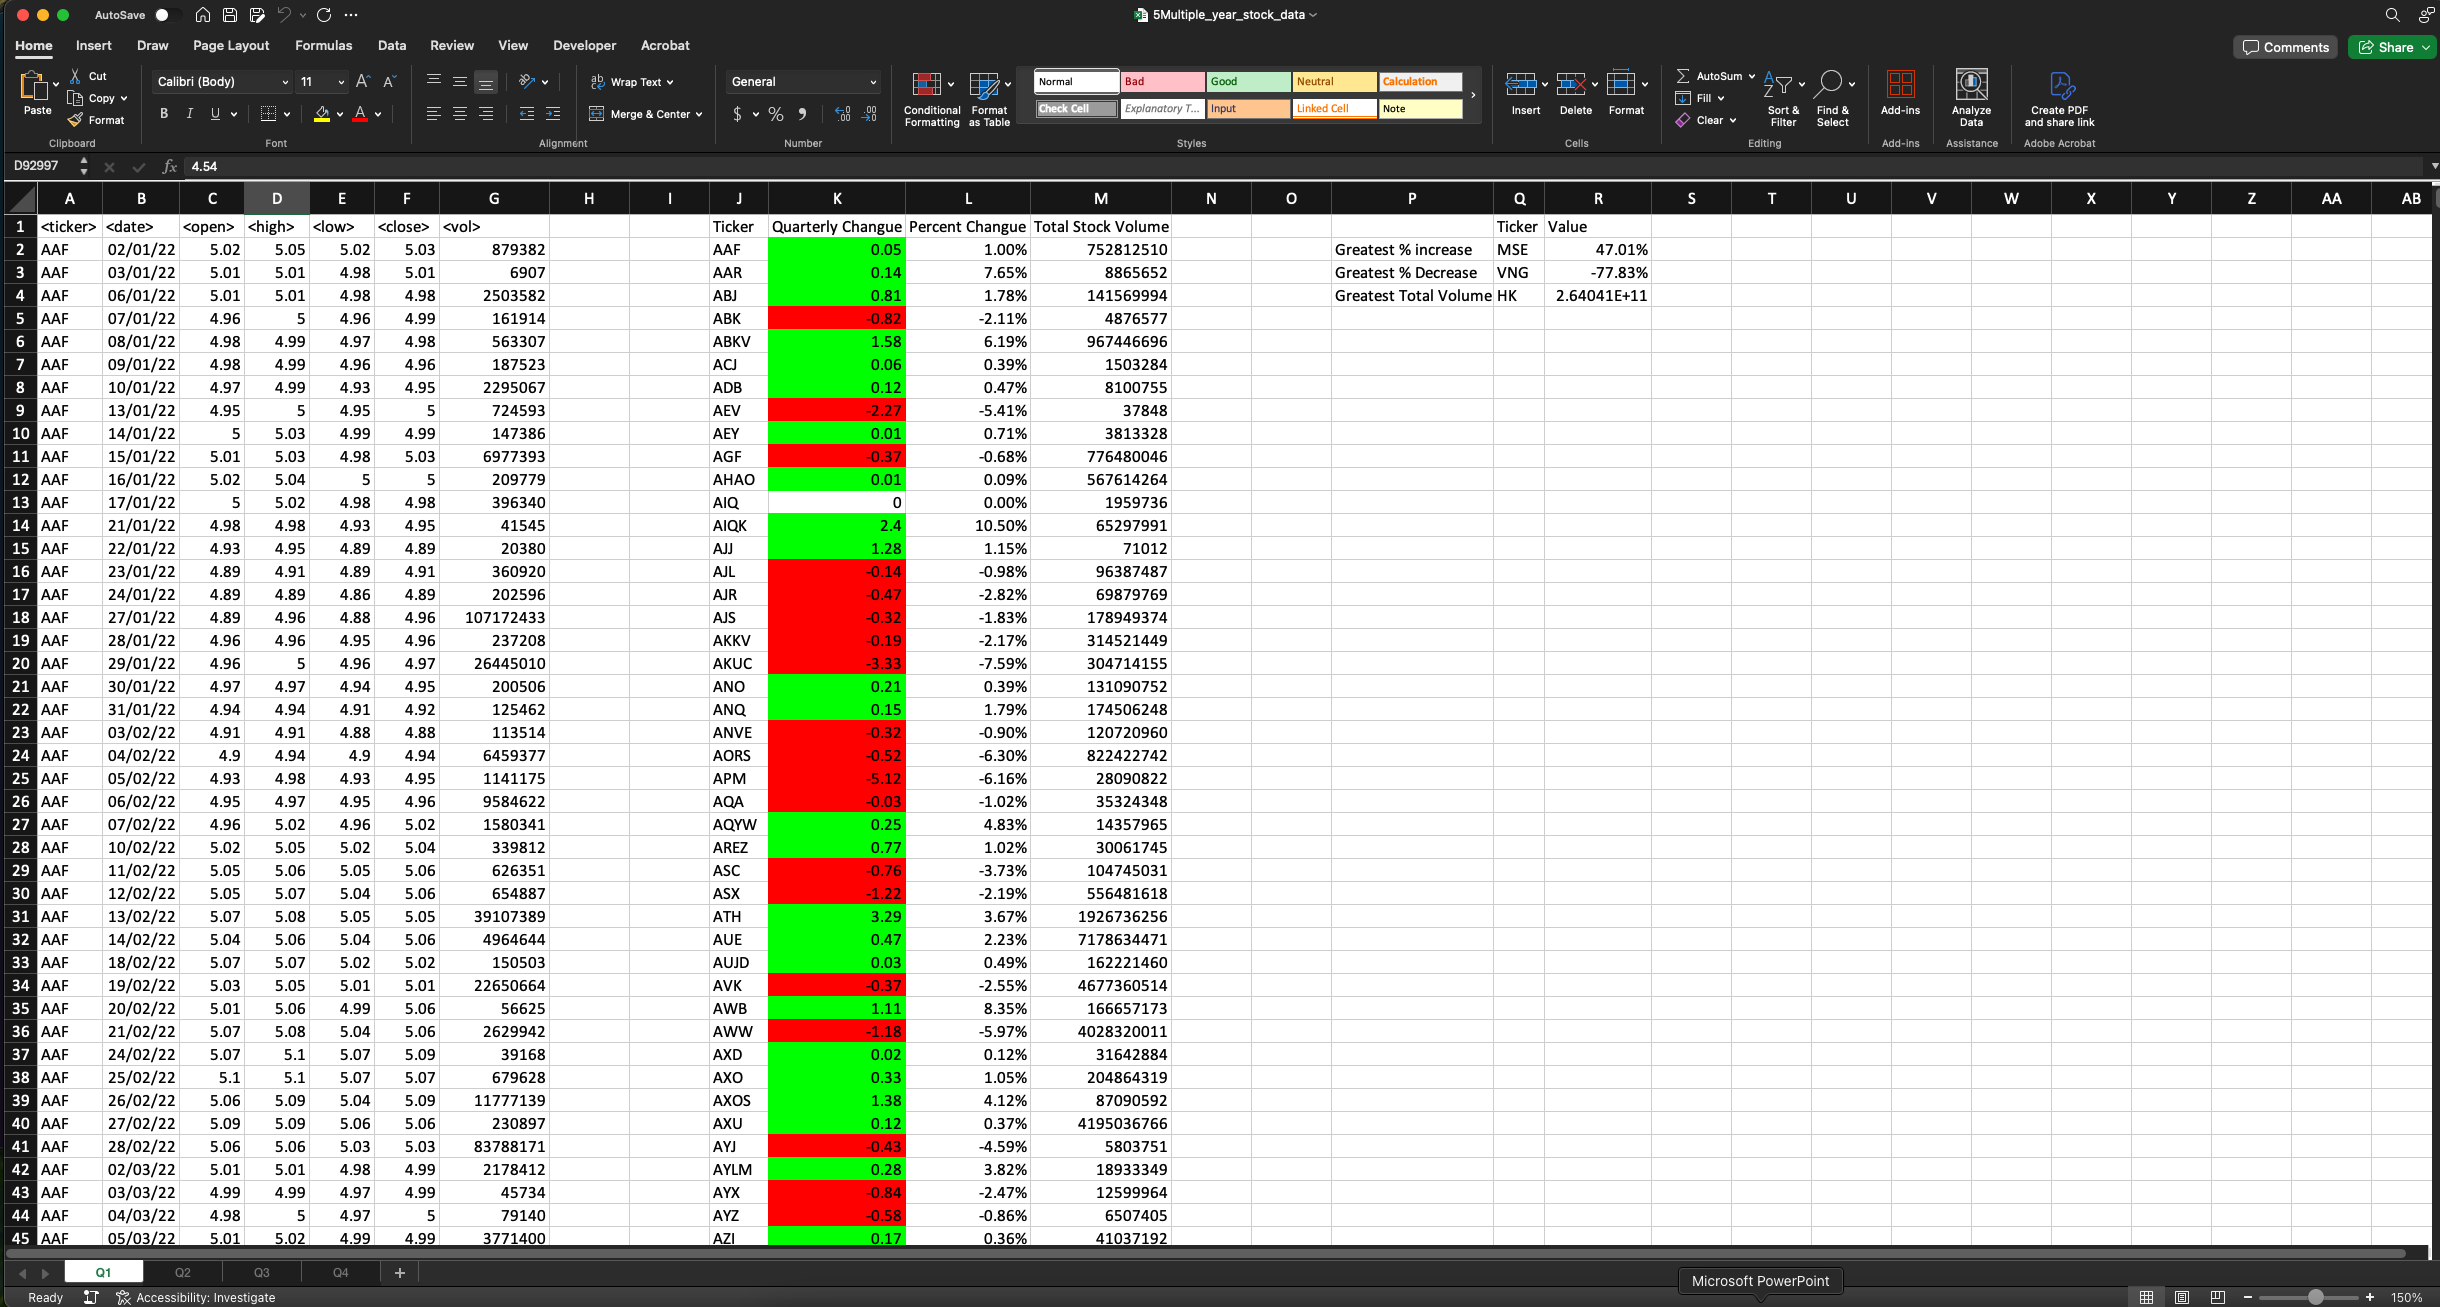 AutoSave
5Multiple_year_stock_data
Home Insert Draw Page Layout Formulas Data Review View Developer Acrobat Comments Share
Paste Cut Copy Format Clipboard
Calibri (Body) 11 B I U Font
Wrap Text Merge & Center Alignment
General $ % Number
Conditional Formatting Format as Table
Normal Bad Good Neutral Calculation
Check Cell Explanatory T... Input Linked Cell Note
Styles
Insert Delete Format Cells
AutoSum Fill Clear Sort & Filter Find & Select Editing
Add-ins Add-ins
Analyze Data Assistance
Create PDF and share link Adobe Acrobat
D92997 fx 4.54
A B C D E F G H I J K L M N O P Q R S T U V W X Y Z AA AB
1 <ticker> <date> <open> <high> <low> <close> <vol> Ticker Quarterly Changue Percent Changue Total Stock Volume Ticker Value
2 AAF 02/01/22 5.02 5.05 5.02 5.03 879382 AAF 0.05 1.00% 752812510 Greatest % increase MSE 47.01%
3 AAF 03/01/22 5.01 5.01 4.98 5.01 6907 AAR 0.14 7.65% 8865652 Greatest % Decrease VNG -77.83%
4 AAF 06/01/22 5.01 5.01 4.98 4.98 2503582 ABJ 0.81 1.78% 141569994 Greatest Total Volume HK 2.64041E+11
5 AAF 07/01/22 4.96 5 4.96 4.99 161914 ABK -0.82 -2.11% 4876577
6 AAF 08/01/22 4.98 4.99 4.97 4.98 563307 ABKV 1.58 6.19% 967446696
7 AAF 09/01/22 4.98 4.99 4.96 4.96 187523 ACJ 0.06 0.39% 1503284
8 AAF 10/01/22 4.97 4.99 4.93 4.95 2295067 ADB 0.12 0.47% 8100755
9 AAF 13/01/22 4.95 5 4.95 5 724593 AEV -2.27 -5.41% 37848
10 AAF 14/01/22 5 5.03 4.99 4.99 147386 AEY 0.01 0.71% 3813328
11 AAF 15/01/22 5.01 5.03 4.98 5.03 6977393 AGF -0.37 -0.68% 776480046
12 AAF 16/01/22 5.02 5.04 5 5 209779 AHAO 0.01 0.09% 567614264
13 AAF 17/01/22 5 5.02 4.98 4.98 396340 AIQ 0 0.00% 1959736
14 AAF 21/01/22 4.98 4.98 4.93 4.95 41545 AIQK 2.4 10.50% 65297991
15 AAF 22/01/22 4.93 4.95 4.89 4.89 20380 AJJ 1.28 1.15% 71012
16 AAF 23/01/22 4.89 4.91 4.89 4.91 360920 AJL -0.14 -0.98% 96387487
17 AAF 24/01/22 4.89 4.89 4.86 4.89 202596 AJR -0.47 -2.82% 69879769
18 AAF 27/01/22 4.89 4.96 4.88 4.96 107172433 AJS -0.32 -1.83% 178949374
19 AAF 28/01/22 4.96 4.96 4.95 4.96 237208 AKKV -0.19 -2.17% 314521449
20 AAF 29/01/22 4.96 5 4.96 4.97 26445010 AKUC -3.33 -7.59% 304714155
21 AAF 30/01/22 4.97 4.97 4.94 4.95 200506 ANO 0.21 0.39% 131090752
22 AAF 31/01/22 4.94 4.94 4.91 4.92 125462 ANQ 0.15 1.79% 174506248
23 AAF 03/02/22 4.91 4.91 4.88 4.88 113514 ANVE -0.32 -0.90% 120720960
24 AAF 04/02/22 4.9 4.94 4.9 4.94 6459377 AORS -0.52 -6.30% 822422742
25 AAF 05/02/22 4.93 4.98 4.93 4.95 1141175 APM -5.12 -6.16% 28090822
26 AAF 06/02/22 4.95 4.97 4.95 4.96 9584622 AQA -0.03 -1.02% 35324348
27 AAF 07/02/22 4.96 5.02 4.96 5.02 1580341 AQYW 0.25 4.83% 14357965
28 AAF 10/02/22 5.02 5.05 5.02 5.04 339812 AREZ 0.77 1.02% 30061745
29 AAF 11/02/22 5.05 5.06 5.05 5.06 626351 ASC -0.76 -3.73% 104745031
30 AAF 12/02/22 5.05 5.07 5.04 5.06 654887 ASX -1.22 -2.19% 556481618
31 AAF 13/02/22 5.07 5.08 5.05 5.05 39107389 ATH 3.29 3.67% 1926736256
32 AAF 14/02/22 5.04 5.06 5.04 5.06 4964644 AUE 0.47 2.23% 7178634471
33 AAF 18/02/22 5.07 5.07 5.02 5.02 150503 AUJD 0.03 0.49% 162221460
34 AAF 19/02/22 5.03 5.05 5.01 5.01 22650664 AVK -0.37 -2.55% 4677360514
35 AAF 20/02/22 5.01 5.06 4.99 5.06 56625 AWB 1.11 8.35% 166657173
36 AAF 21/02/22 5.07 5.08 5.04 5.06 2629942 AWW -1.18 -5.97% 4028320011
37 AAF 24/02/22 5.07 5.1 5.07 5.09 39168 AXD 0.02 0.12% 31642884
38 AAF 25/02/22 5.1 5.1 5.07 5.07 679628 AXO 0.33 1.05% 204864319
39 AAF 26/02/22 5.06 5.09 5.04 5.09 11777139 AXOS 1.38 4.12% 87090592
40 AAF 27/02/22 5.09 5.09 5.06 5.06 230897 AXU 0.12 0.37% 4195036766
41 AAF 28/02/22 5.06 5.06 5.03 5.03 83788171 AYJ -0.43 -4.59% 5803751
42 AAF 02/03/22 5.01 5.01 4.98 4.99 2178412 AYLM 0.28 3.82% 18933349
43 AAF 03/03/22 4.99 4.99 4.97 4.99 45734 AYX -0.84 -2.47% 12599964
44 AAF 04/03/22 4.98 5 4.97 5 79140 AYZ -0.58 -0.86% 6507405
45 AAF 05/03/22 5.01 5.02 4.99 4.99 3771400 AZI 0.17 0.36% 41037192
Q1 Q2 Q3 Q4 +
Microsoft PowerPoint
Ready Accessibility: Investigate 150%